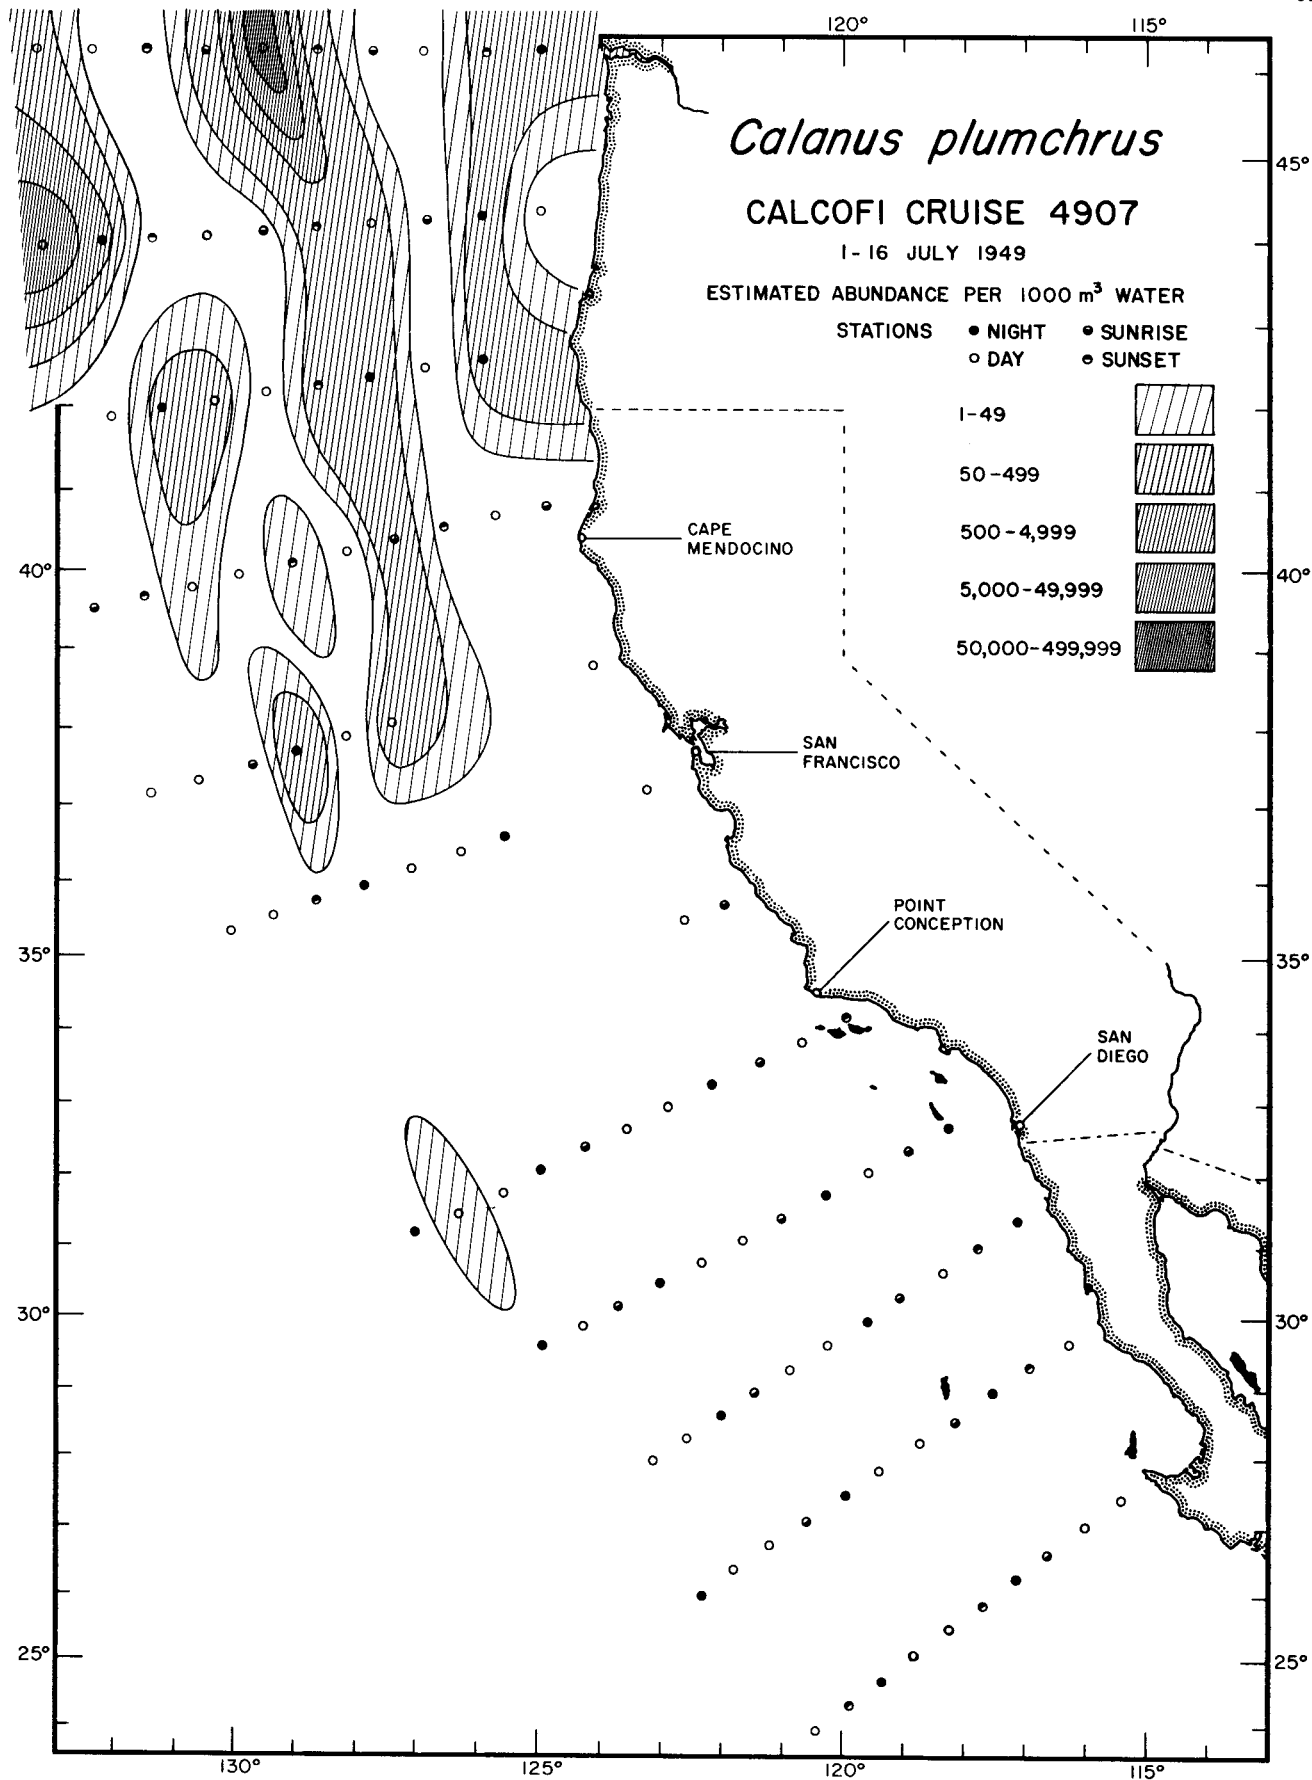 120° 115°
Calanus plumchrus
45°
CALCOFI CRUISE 4907
1-16 JULY 1949
ESTIMATED ABUNDANCE PER 1000 m³ WATER
STATIONS NIGHT SUNRISE
DAY SUNSET
1-49
50-499
500-4,999
5,000-49,999
50,000-499,999
CAPE
MENDOCINO
40° 40°
SAN
FRANCISCO
POINT
CONCEPTION
35° 35°
SAN
DIEGO
30° 30°
25° 25°
130° 125° 120° 115°